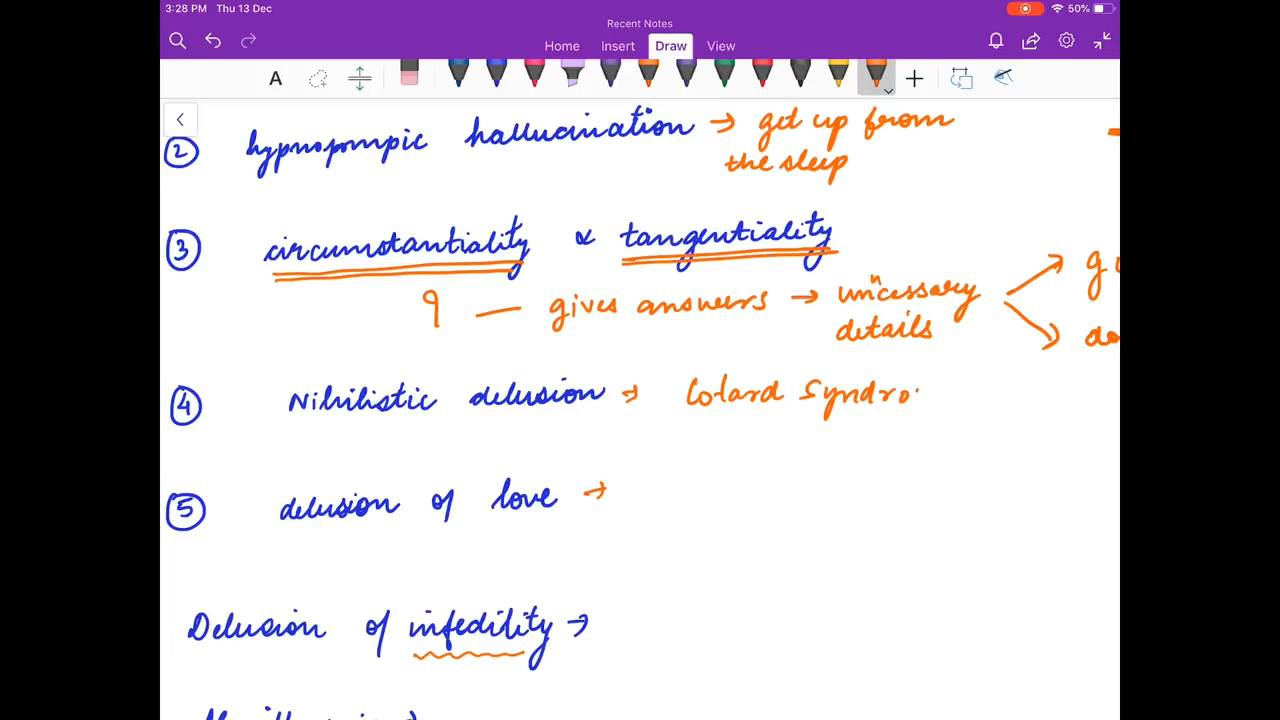 3:28 PM Thu 13 Dec
50%
Recent Notes
Home Insert Draw View
A
2 hypnopompic hallucination → get up from
the sleep
3 circumstantiality & tangentiality
q — gives answers → unncessary
details
4 Nihilistic delusion → Cotard Syndro
5 delusion of love →
Delusion of infedility →